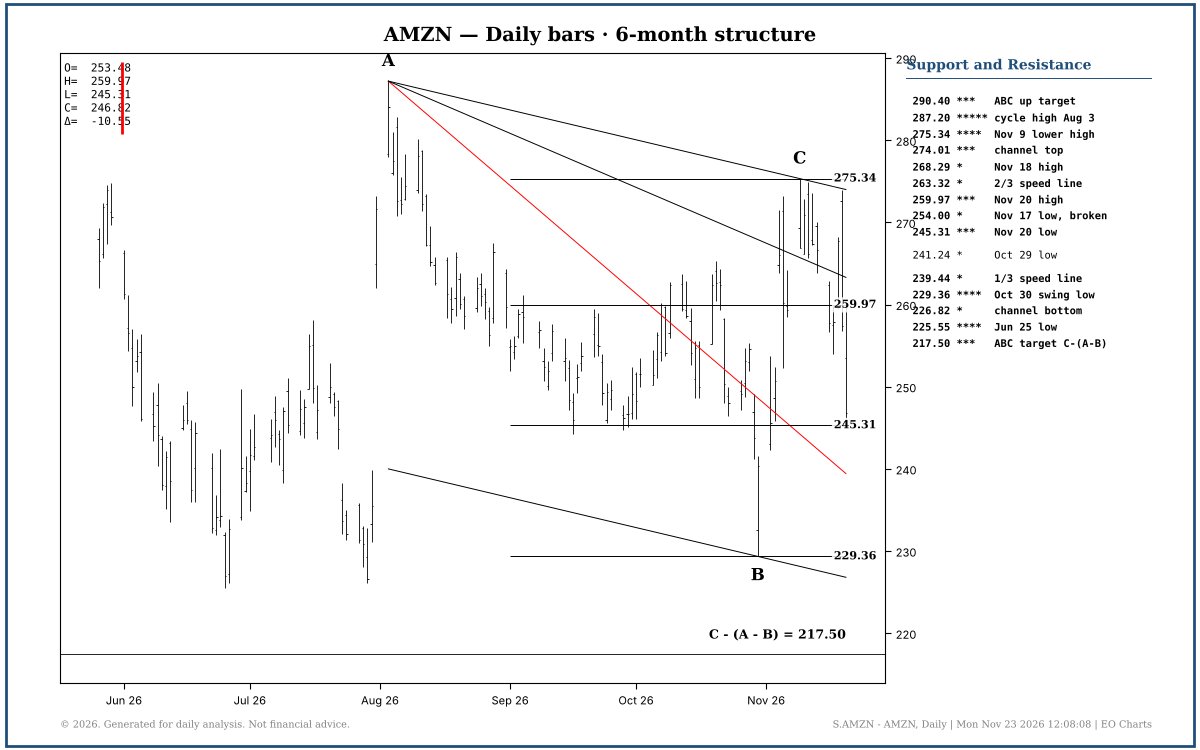 AMZN — Daily bars · 6-month structure
O= 253.48
H= 259.97
L= 245.31
C= 246.82
Δ= -10.55
A
C
B
275.34
259.97
245.31
229.36
C - (A - B) = 217.50
290
280
270
260
250
240
230
220
Jun 26
Jul 26
Aug 26
Sep 26
Oct 26
Nov 26
Support and Resistance
290.40 *** ABC up target
287.20 ***** cycle high Aug 3
275.34 **** Nov 9 lower high
274.01 *** channel top
268.29 * Nov 18 high
263.32 * 2/3 speed line
259.97 *** Nov 20 high
254.00 * Nov 17 low, broken
245.31 *** Nov 20 low
241.24 * Oct 29 low
239.44 * 1/3 speed line
229.36 **** Oct 30 swing low
226.82 * channel bottom
225.55 **** Jun 25 low
217.50 *** ABC target C-(A-B)
© 2026. Generated for daily analysis. Not financial advice.
S.AMZN - AMZN, Daily | Mon Nov 23 2026 12:08:08 | EO Charts